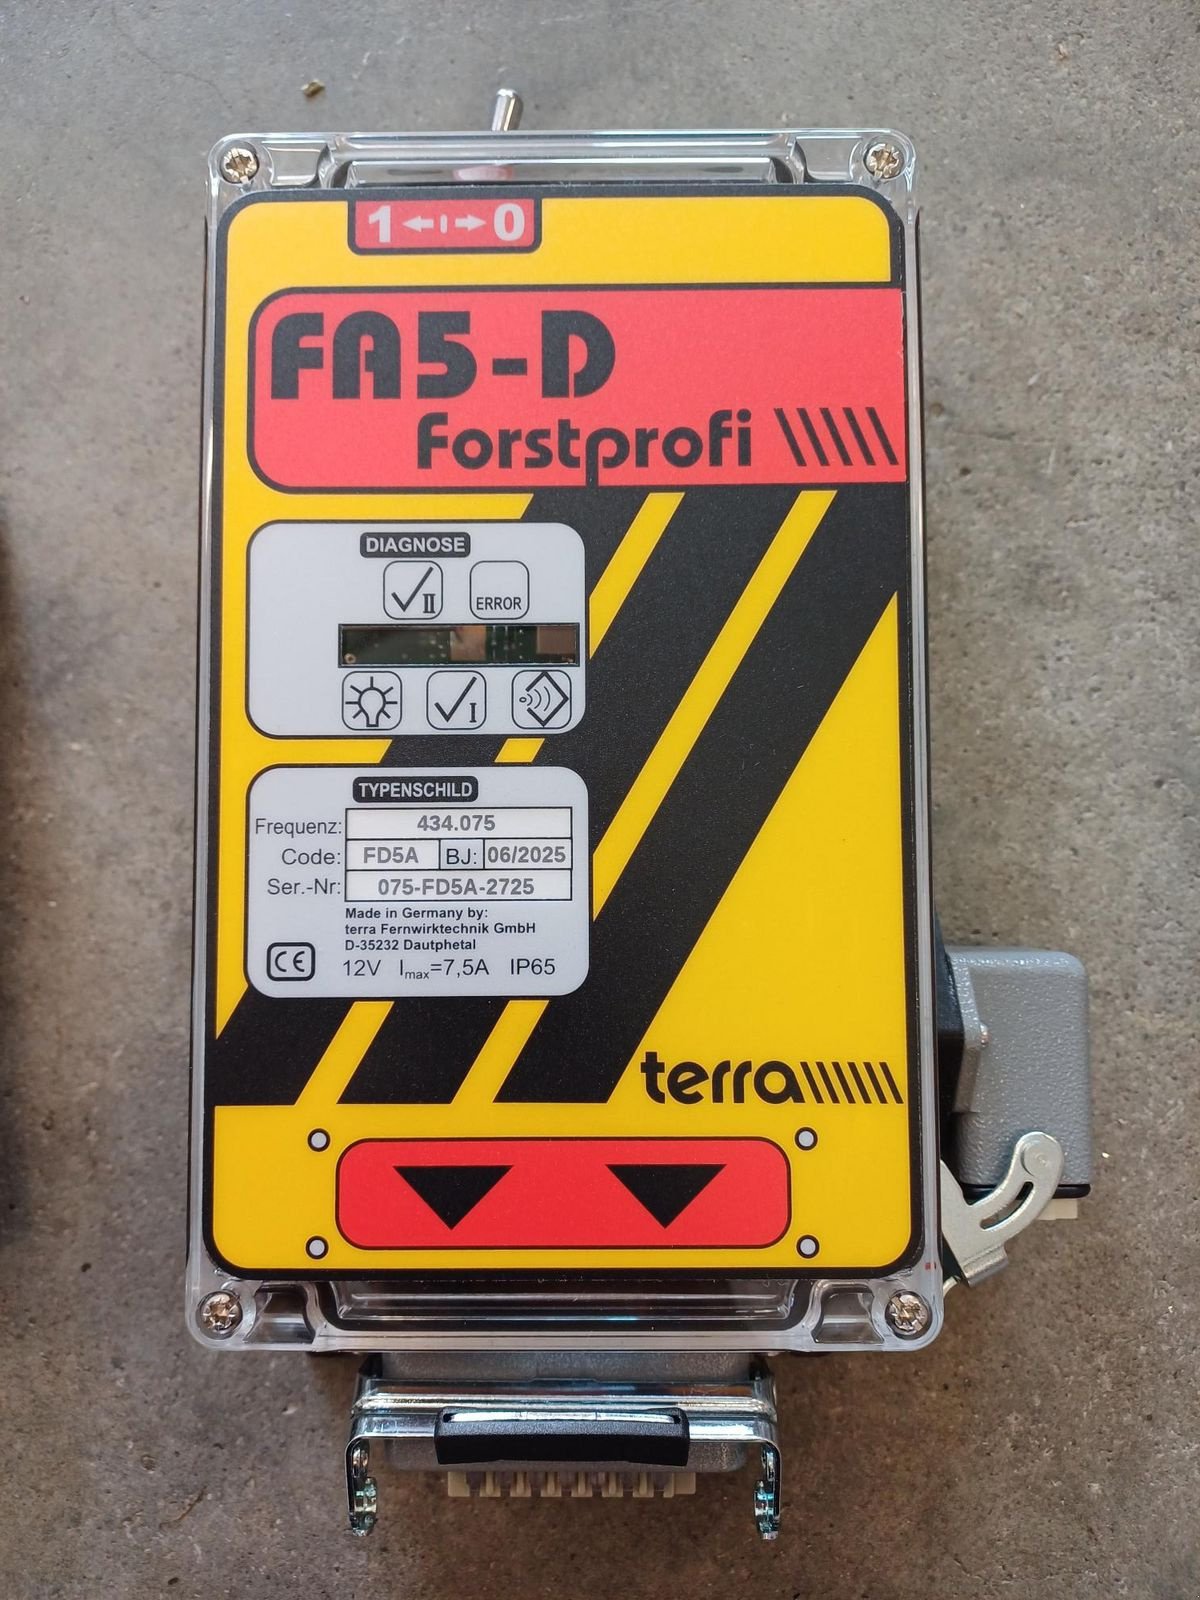 1 ←I→ 0
FA5-D
Forstprofi
DIAGNOSE
II ERROR
I
TYPENSCHILD
Frequenz: 434.075
Code: FD5A BJ: 06/2025
Ser.-Nr: 075-FD5A-2725
Made in Germany by:
terra Fernwirktechnik GmbH
D-35232 Dautphetal
CE 12V Imax=7,5A IP65
terra